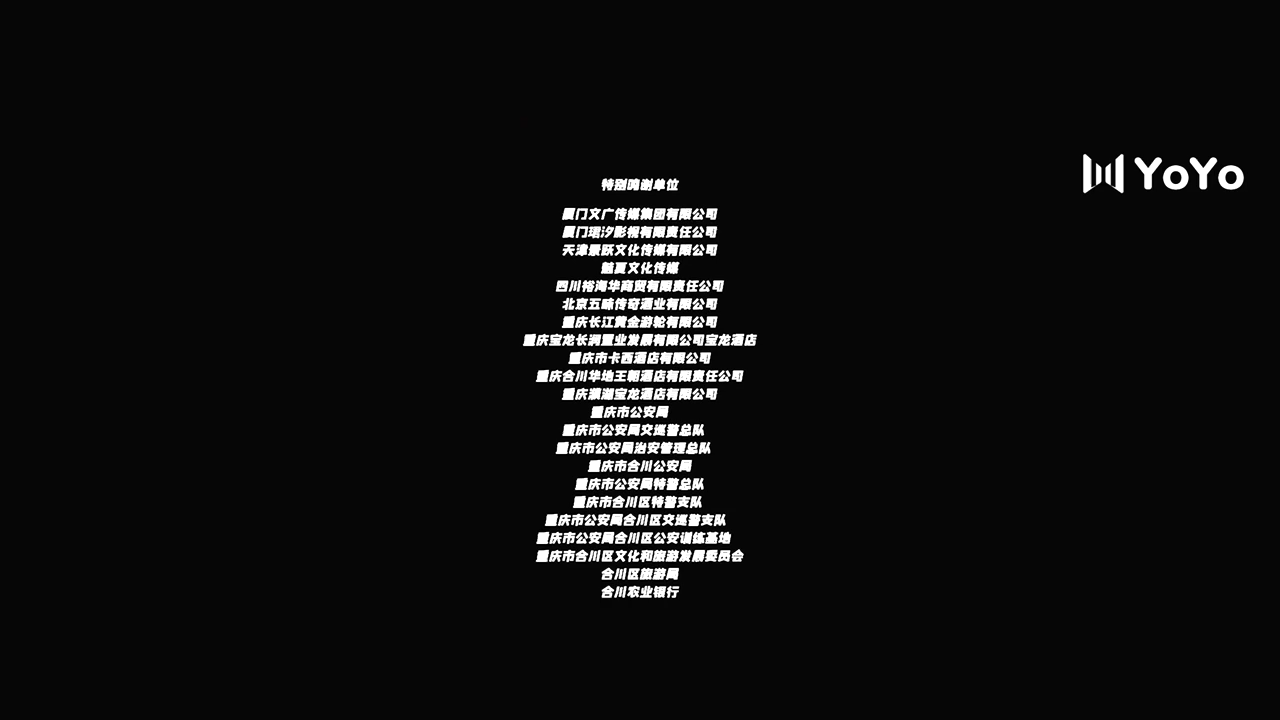 特别鸣谢单位
YoYo
厦门文广传媒集团有限公司
厦门珺汐影视有限责任公司
天津景跃文化传媒有限公司
魅夏文化传媒
四川裕海华商贸有限责任公司
北京五味传奇酒业有限公司
重庆长江黄金游轮有限公司
重庆宝龙长润置业发展有限公司宝龙酒店
重庆市卡西酒店有限公司
重庆合川华地王朝酒店有限责任公司
重庆濒湖宝龙酒店有限公司
重庆市公安局
重庆市公安局交巡警总队
重庆市公安局治安管理总队
重庆市合川公安局
重庆市公安局特警总队
重庆市合川区特警支队
重庆市公安局合川区交巡警支队
重庆市公安局合川区公安训练基地
重庆市合川区文化和旅游发展委员会
合川区旅游局
合川农业银行